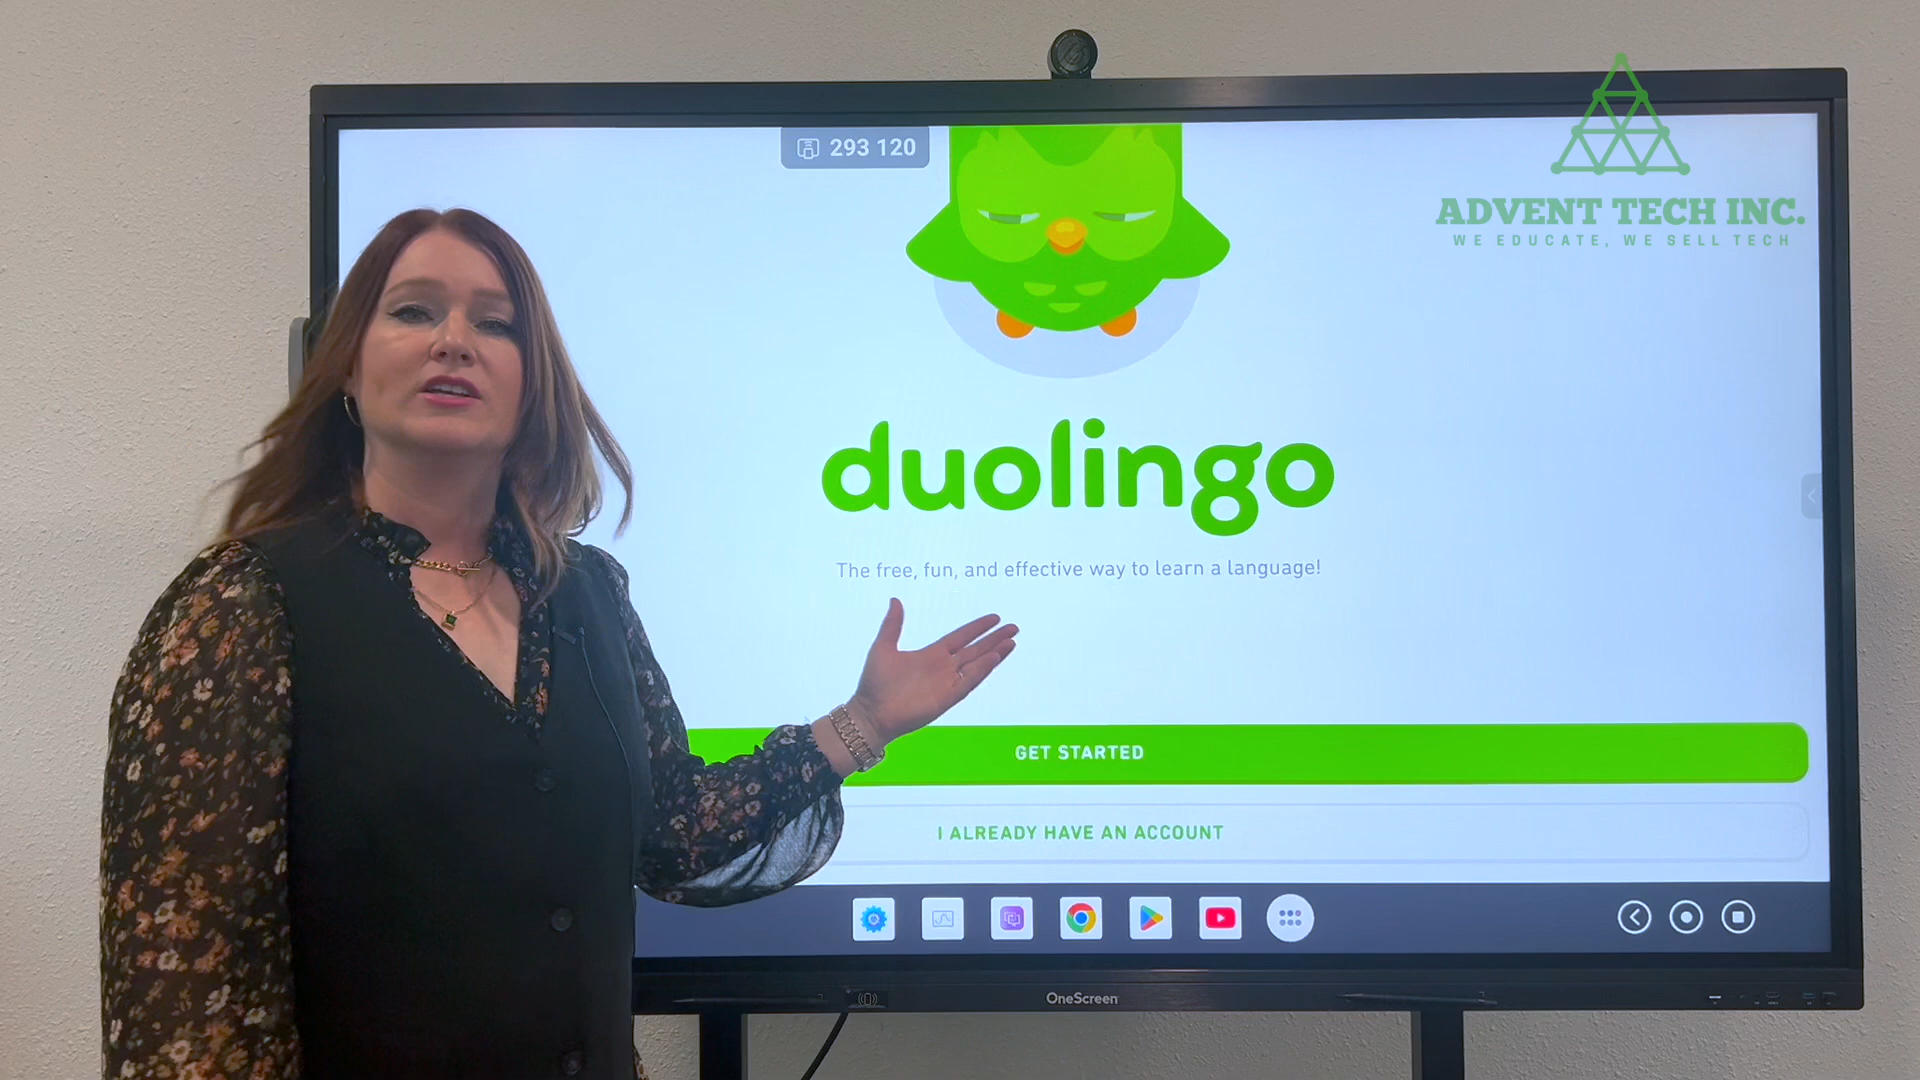 293 120
ADVENT TECH INC.
WE EDUCATE, WE SELL TECH
duolingo
The free, fun, and effective way to learn a language!
GET STARTED
I ALREADY HAVE AN ACCOUNT
OneScreen